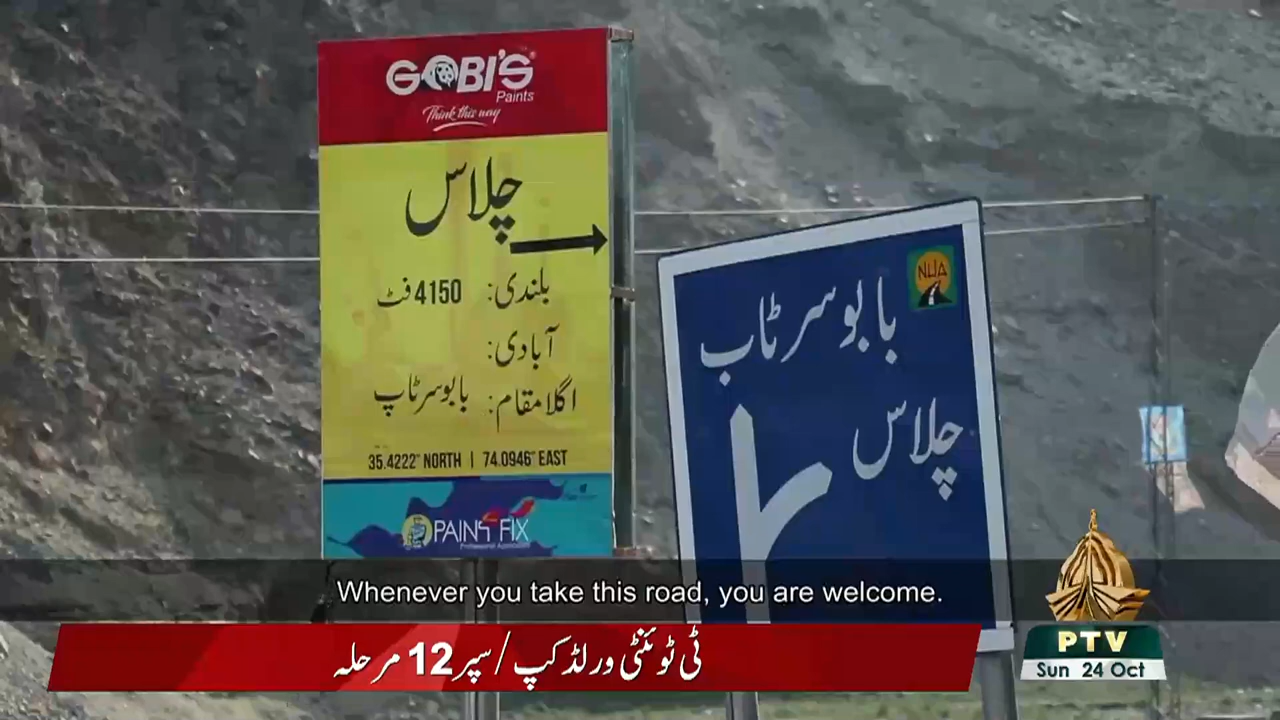 GOBI'S
Paints
Think this way
چلاس
بلندی: 4150 فٹ
آبادی:
اگلا مقام: بابوسر ٹاپ
35.4222° NORTH | 74.0946° EAST
PAINT FIX
NHA
بابوسر ٹاپ
چلاس
Whenever you take this road, you are welcome.
ٹی ٹوئنٹی ورلڈ کپ / سپر 12 مرحلہ
PTV
Sun 24 Oct